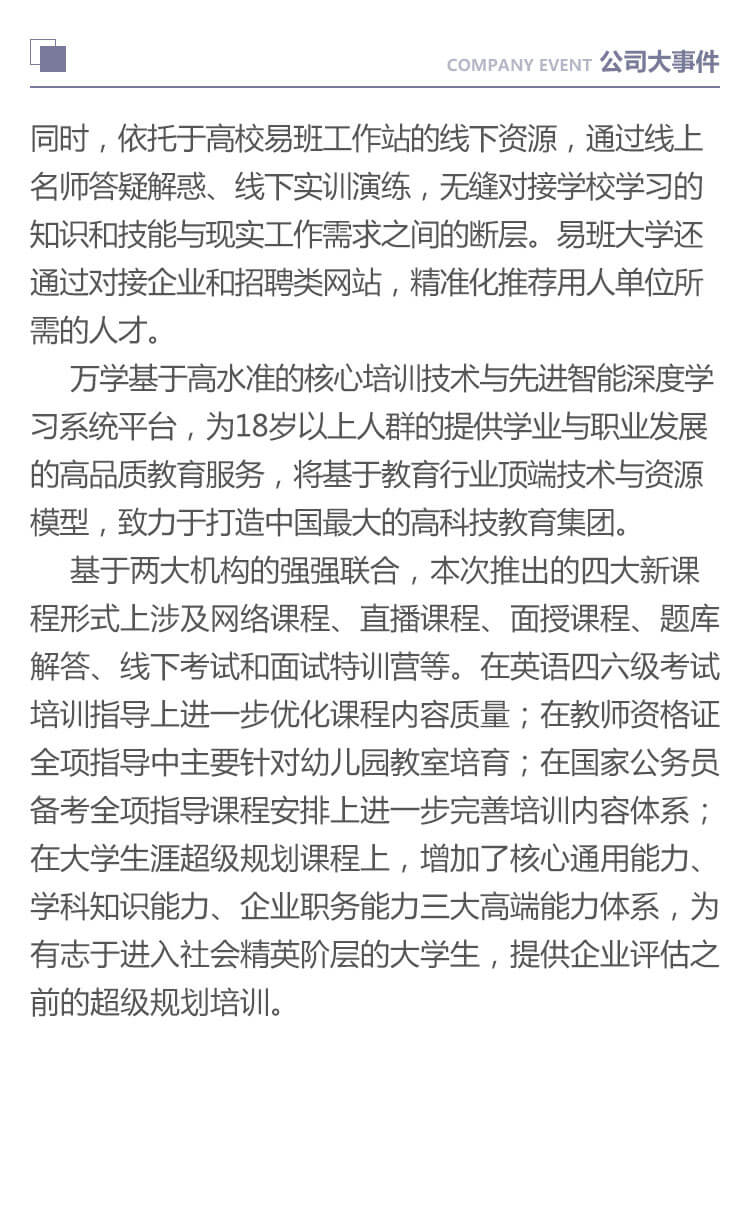 COMPANY EVENT 公司大事件
同时，依托于高校易班工作站的线下资源，通过线上
名师答疑解惑、线下实训演练，无缝对接学校学习的
知识和技能与现实工作需求之间的断层。易班大学还
通过对接企业和招聘类网站，精准化推荐用人单位所
需的人才。
万学基于高水准的核心培训技术与先进智能深度学
习系统平台，为18岁以上人群的提供学业与职业发展
的高品质教育服务，将基于教育行业顶端技术与资源
模型，致力于打造中国最大的高科技教育集团。
基于两大机构的强强联合，本次推出的四大新课
程形式上涉及网络课程、直播课程、面授课程、题库
解答、线下考试和面试特训营等。在英语四六级考试
培训指导上进一步优化课程内容质量；在教师资格证
全项指导中主要针对幼儿园教室培育；在国家公务员
备考全项指导课程安排上进一步完善培训内容体系；
在大学生涯超级规划课程上，增加了核心通用能力、
学科知识能力、企业职务能力三大高端能力体系，为
有志于进入社会精英阶层的大学生，提供企业评估之
前的超级规划培训。